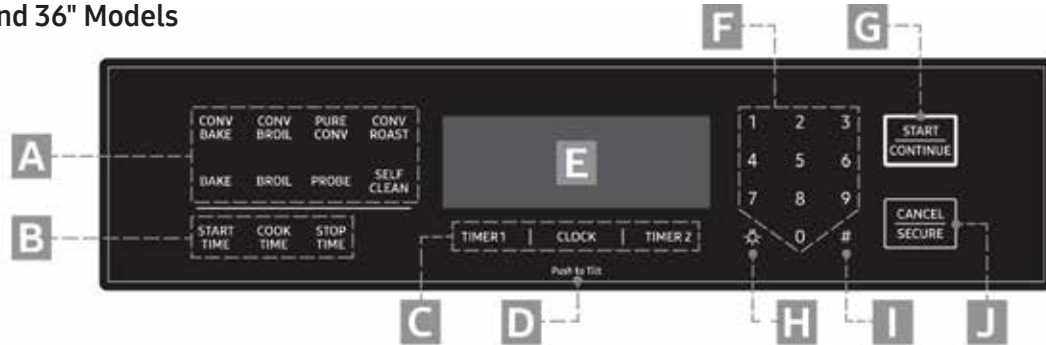 nd 36" Models
F G
CONV BAKE CONV BROIL PURE CONV CONV ROAST
1 2 3
START CONTINUE
A
E
4 5 6
BAKE BROIL PROBE SELF CLEAN
7 8 9
B
START TIME COOK TIME STOP TIME
TIMER 1 | CLOCK | TIMER 2
0 #
CANCEL SECURE
Push to Tilt
C D H I J